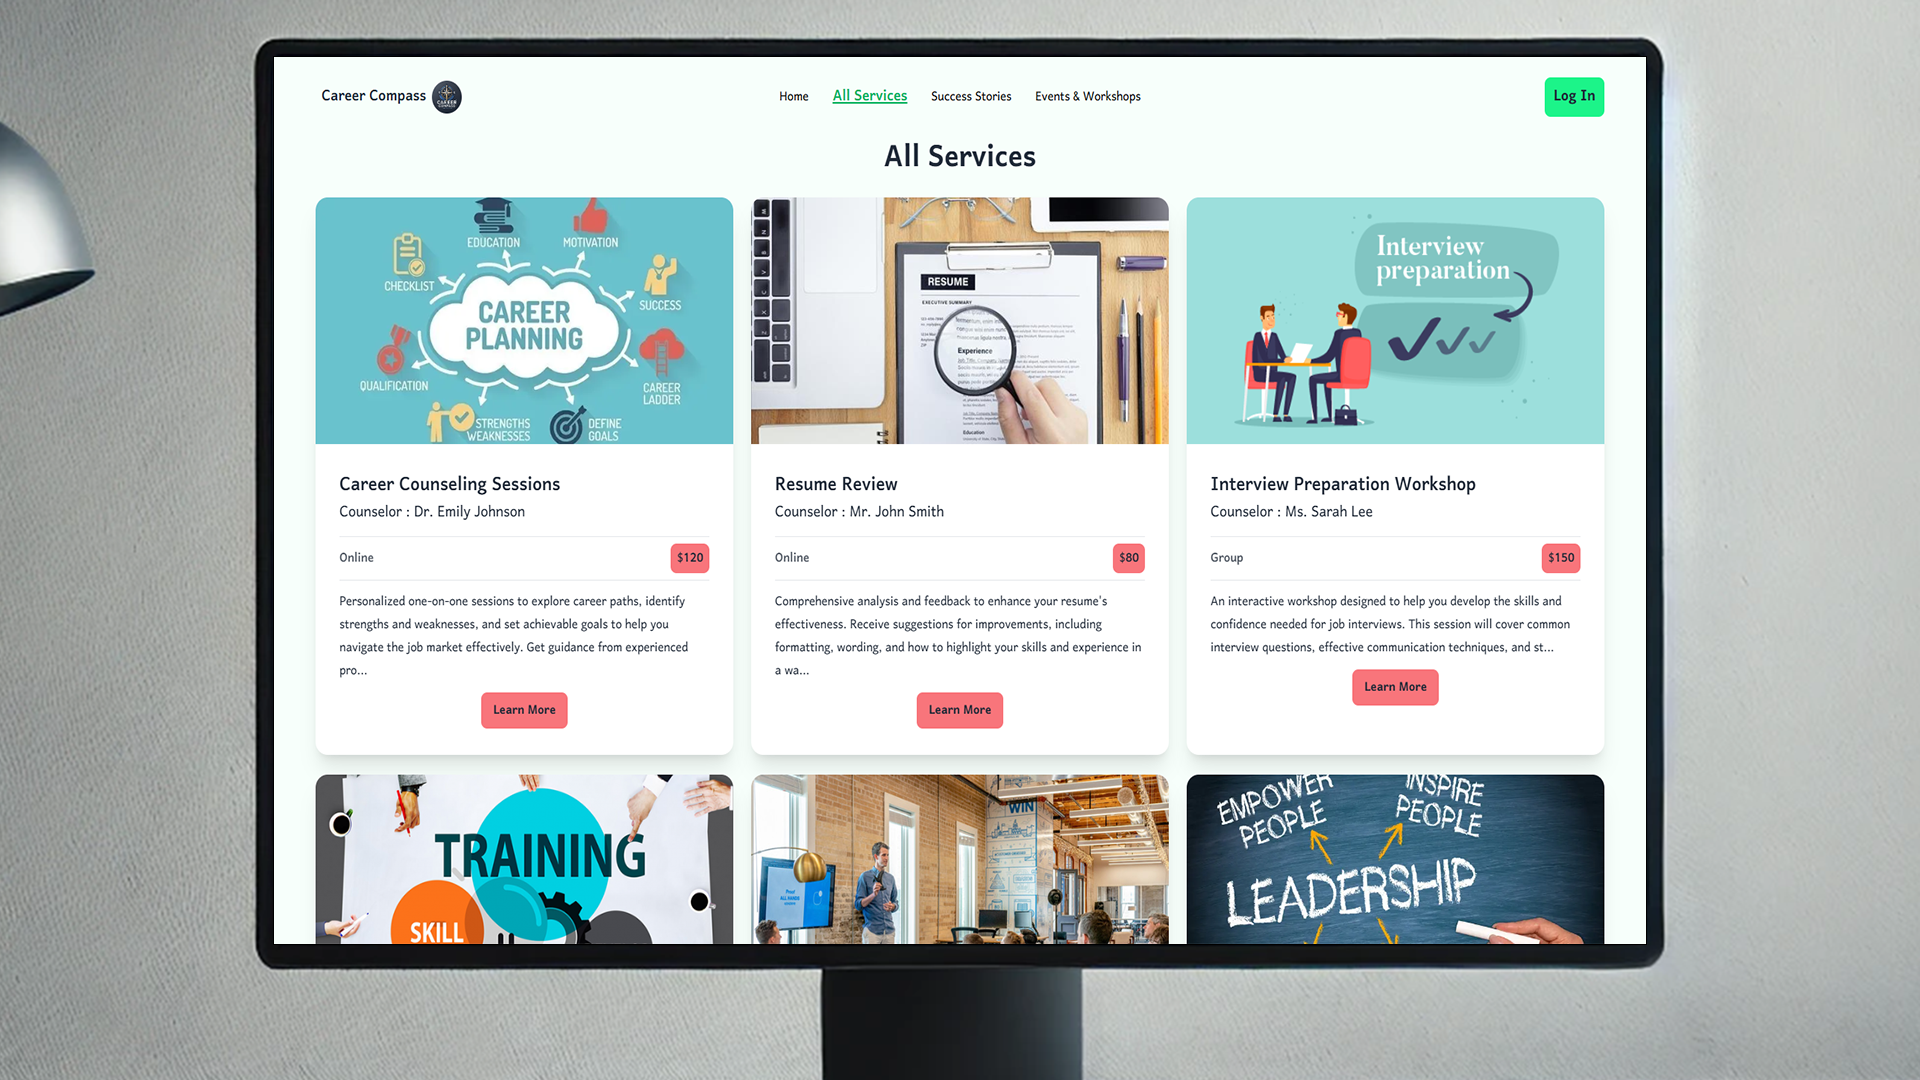 Career Compass
CAREER
Home
All Services
Success Stories
Events & Workshops
Log In
All Services
EDUCATION
MOTIVATION
CHECKLIST
SUCCESS
CAREER
PLANNING
QUALIFICATION
CAREER
LADDER
STRENGTHS
WEAKNESSES
DEFINE
GOALS
RESUME
EXECUTIVE SUMMARY
Experience
Education
Interview
preparation
Career Counseling Sessions
Counselor : Dr. Emily Johnson
Online
$120
Personalized one-on-one sessions to explore career paths, identify
strengths and weaknesses, and set achievable goals to help you
navigate the job market effectively. Get guidance from experienced
pro...
Learn More
Resume Review
Counselor : Mr. John Smith
Online
$80
Comprehensive analysis and feedback to enhance your resume's
effectiveness. Receive suggestions for improvements, including
formatting, wording, and how to highlight your skills and experience in
a wa...
Learn More
Interview Preparation Workshop
Counselor : Ms. Sarah Lee
Group
$150
An interactive workshop designed to help you develop the skills and
confidence needed for job interviews. This session will cover common
interview questions, effective communication techniques, and st...
Learn More
TRAINING
SKILL
WIN
EMPOWER
PEOPLE
INSPIRE
PEOPLE
LEADERSHIP